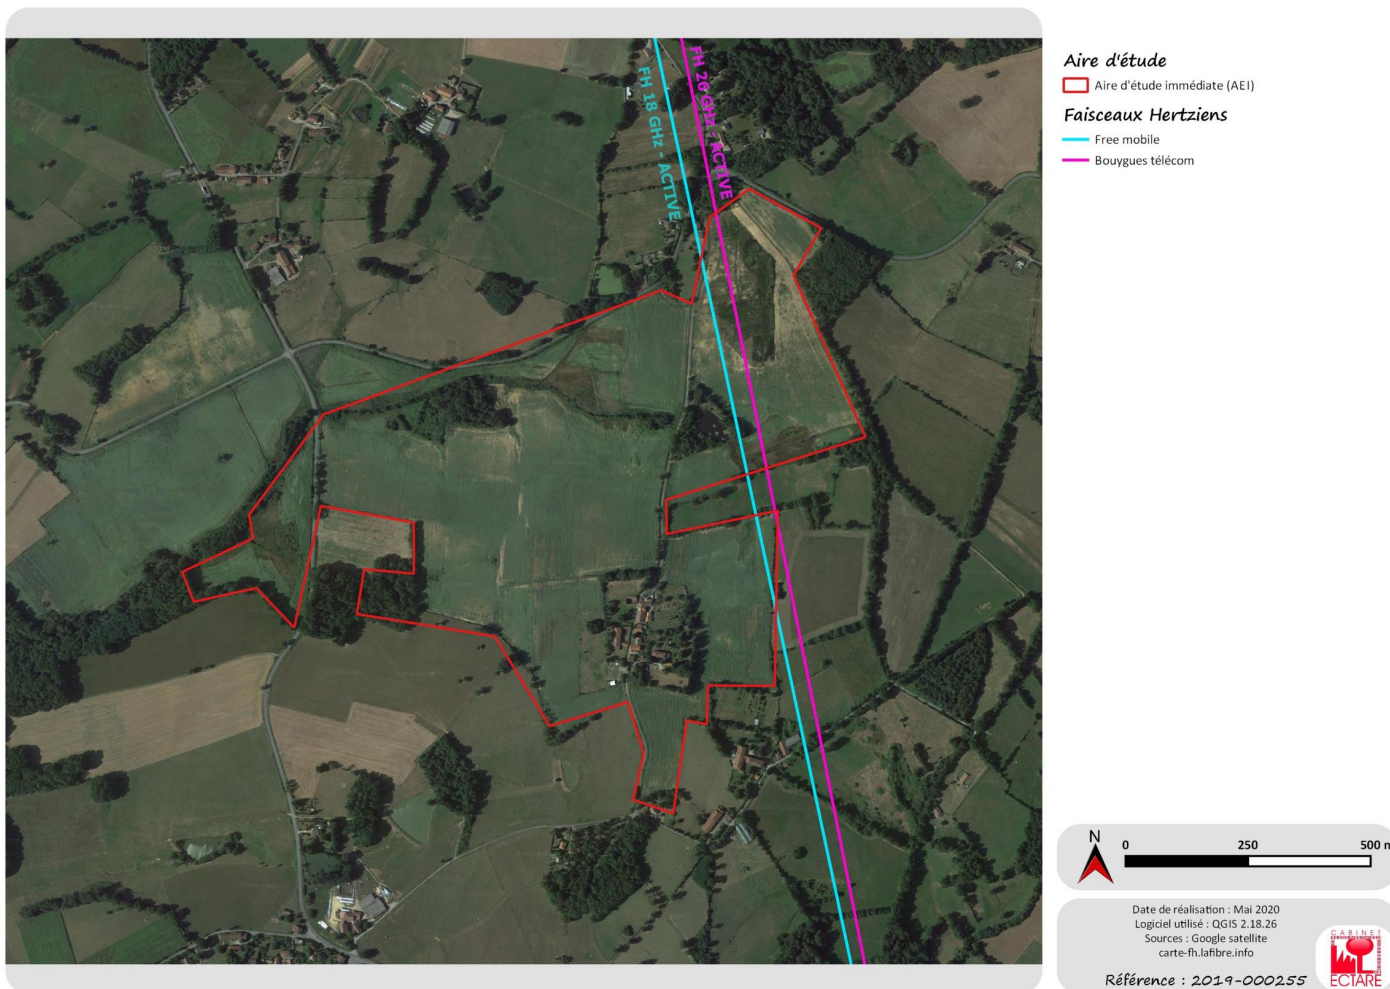 FH 18 GHz - ACTIVE
FH 26 GHz - ACTIVE
Aire d'étude
Aire d'étude immédiate (AEI)
Faisceaux Hertziens
Free mobile
Bouygues télécom
N
0 250 500 m
Date de réalisation : Mai 2020
Logiciel utilisé : QGIS 2.18.26
Sources : Google satellite
carte-fh.lafibre.info
Référence : 2019-000255
CABINET
ECTARE